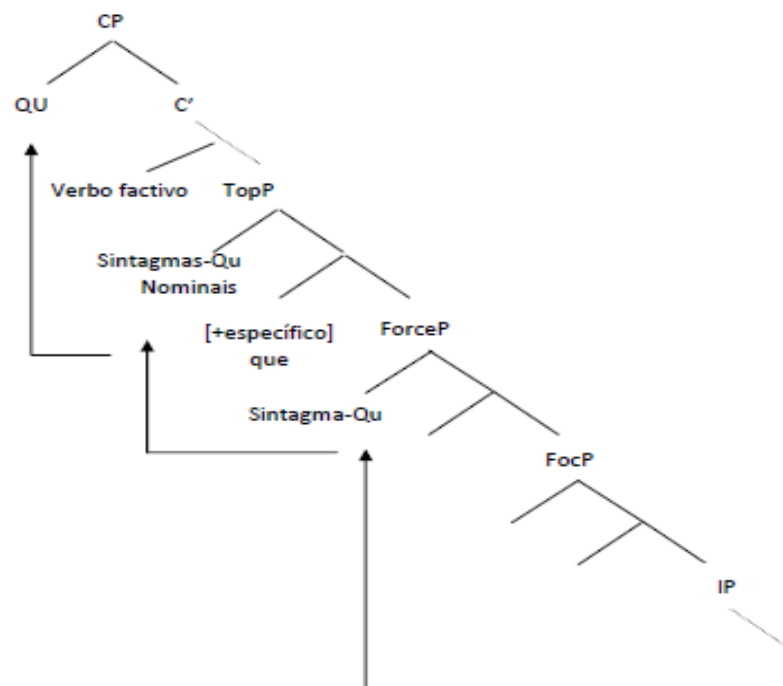 CP
QU C’
Verbo factivo TopP
Sintagmas-Qu
Nominais
[+específico] ForceP
que
Sintagma-Qu
FocP
IP